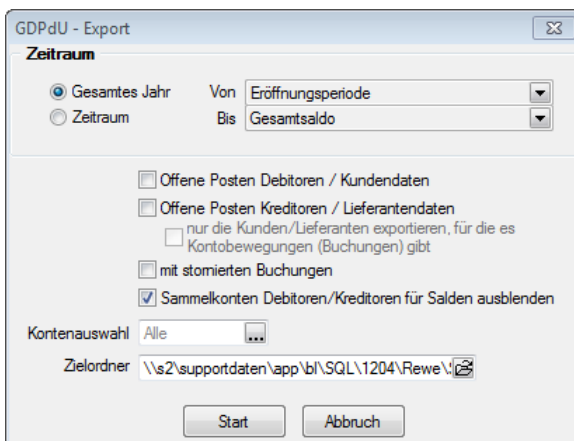 GDPdU - Export
Zeitraum
Gesamtes Jahr Von Eröffnungsperiode
Zeitraum Bis Gesamtsaldo
Offene Posten Debitoren / Kundendaten
Offene Posten Kreditoren / Lieferantendaten
nur die Kunden/Lieferanten exportieren, für die es
Kontobewegungen (Buchungen) gibt
mit stornierten Buchungen
Sammelkonten Debitoren/Kreditoren für Salden ausblenden
Kontenauswahl Alle ...
Zielordner \\s2\supportdaten\app\bl\SQL\1204\Rewe\
Start Abbruch